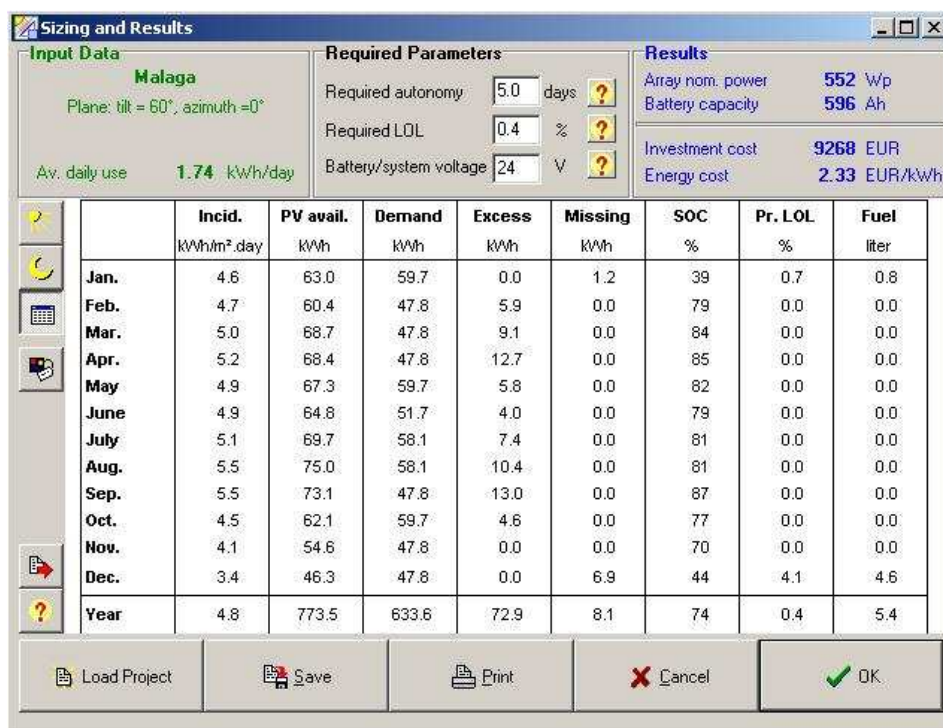 Sizing and Results
Input Data
Malaga
Plane: tilt = 60°, azimuth =0°
Av. daily use 1.74 kWh/day
Required Parameters
Required autonomy 5.0 days ?
Required LOL 0.4 % ?
Battery/system voltage 24 V ?
Results
Array nom. power 552 Wp
Battery capacity 596 Ah
Investment cost 9268 EUR
Energy cost 2.33 EUR/kWh
Incid. PV avail. Demand Excess Missing SOC Pr. LOL Fuel
kWh/m².day kWh kWh kWh kWh % % liter
Jan. 4.6 63.0 59.7 0.0 1.2 39 0.7 0.8
Feb. 4.7 60.4 47.8 5.9 0.0 79 0.0 0.0
Mar. 5.0 68.7 47.8 9.1 0.0 84 0.0 0.0
Apr. 5.2 68.4 47.8 12.7 0.0 85 0.0 0.0
May 4.9 67.3 59.7 5.8 0.0 82 0.0 0.0
June 4.9 64.8 51.7 4.0 0.0 79 0.0 0.0
July 5.1 69.7 58.1 7.4 0.0 81 0.0 0.0
Aug. 5.5 75.0 58.1 10.4 0.0 81 0.0 0.0
Sep. 5.5 73.1 47.8 13.0 0.0 87 0.0 0.0
Oct. 4.5 62.1 59.7 4.6 0.0 77 0.0 0.0
Nov. 4.1 54.6 47.8 0.0 0.0 70 0.0 0.0
Dec. 3.4 46.3 47.8 0.0 6.9 44 4.1 4.6
Year 4.8 773.5 633.6 72.9 8.1 74 0.4 5.4
?
Load Project Save Print Cancel OK